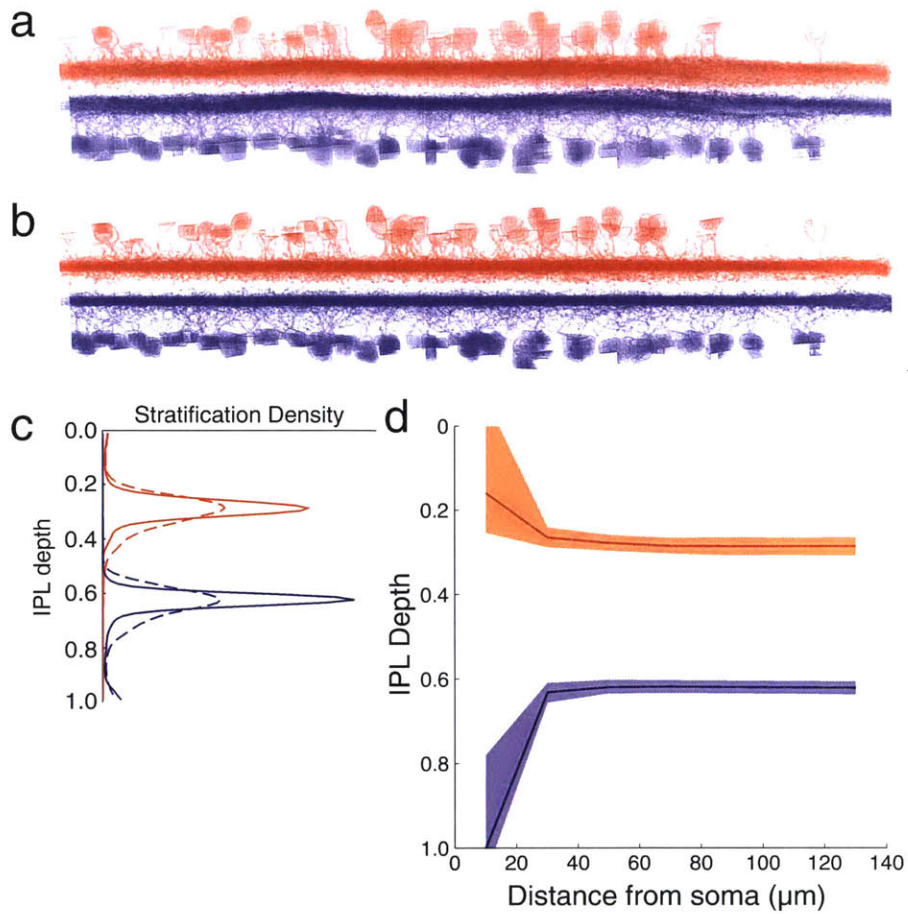 a
b
c
Stratification Density
0.0
0.2
0.4
0.6
0.8
1.0
IPL depth
d
0
0.2
0.4
0.6
0.8
1.0
IPL Depth
0 20 40 60 80 100 120 140
Distance from soma (μm)